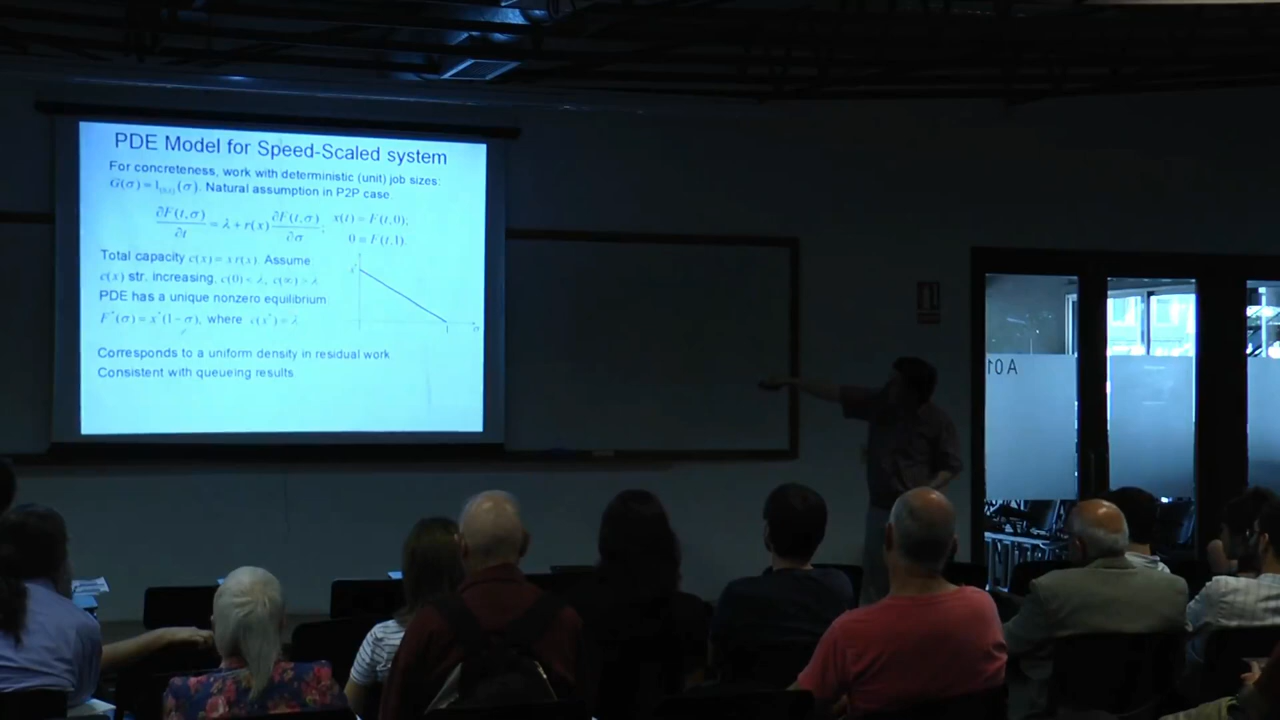 PDE Model for Speed-Scaled system
For concreteness, work with deterministic (unit) job sizes:
G(σ) = 1 (σ). Natural assumption in P2P case.
∂F(t,σ)/∂t = λ + r(x) ∂F(t,σ)/∂σ; x(t) = F(t,0);
0 = F(t,1).
Total capacity c(x) = x r(x). Assume
c(x) str. increasing, c(0) < λ, c(∞) > λ
PDE has a unique nonzero equilibrium
F*(σ) = x*(1−σ), where c(x*) = λ
x*
1
σ
Corresponds to a uniform density in residual work
Consistent with queueing results.
A01